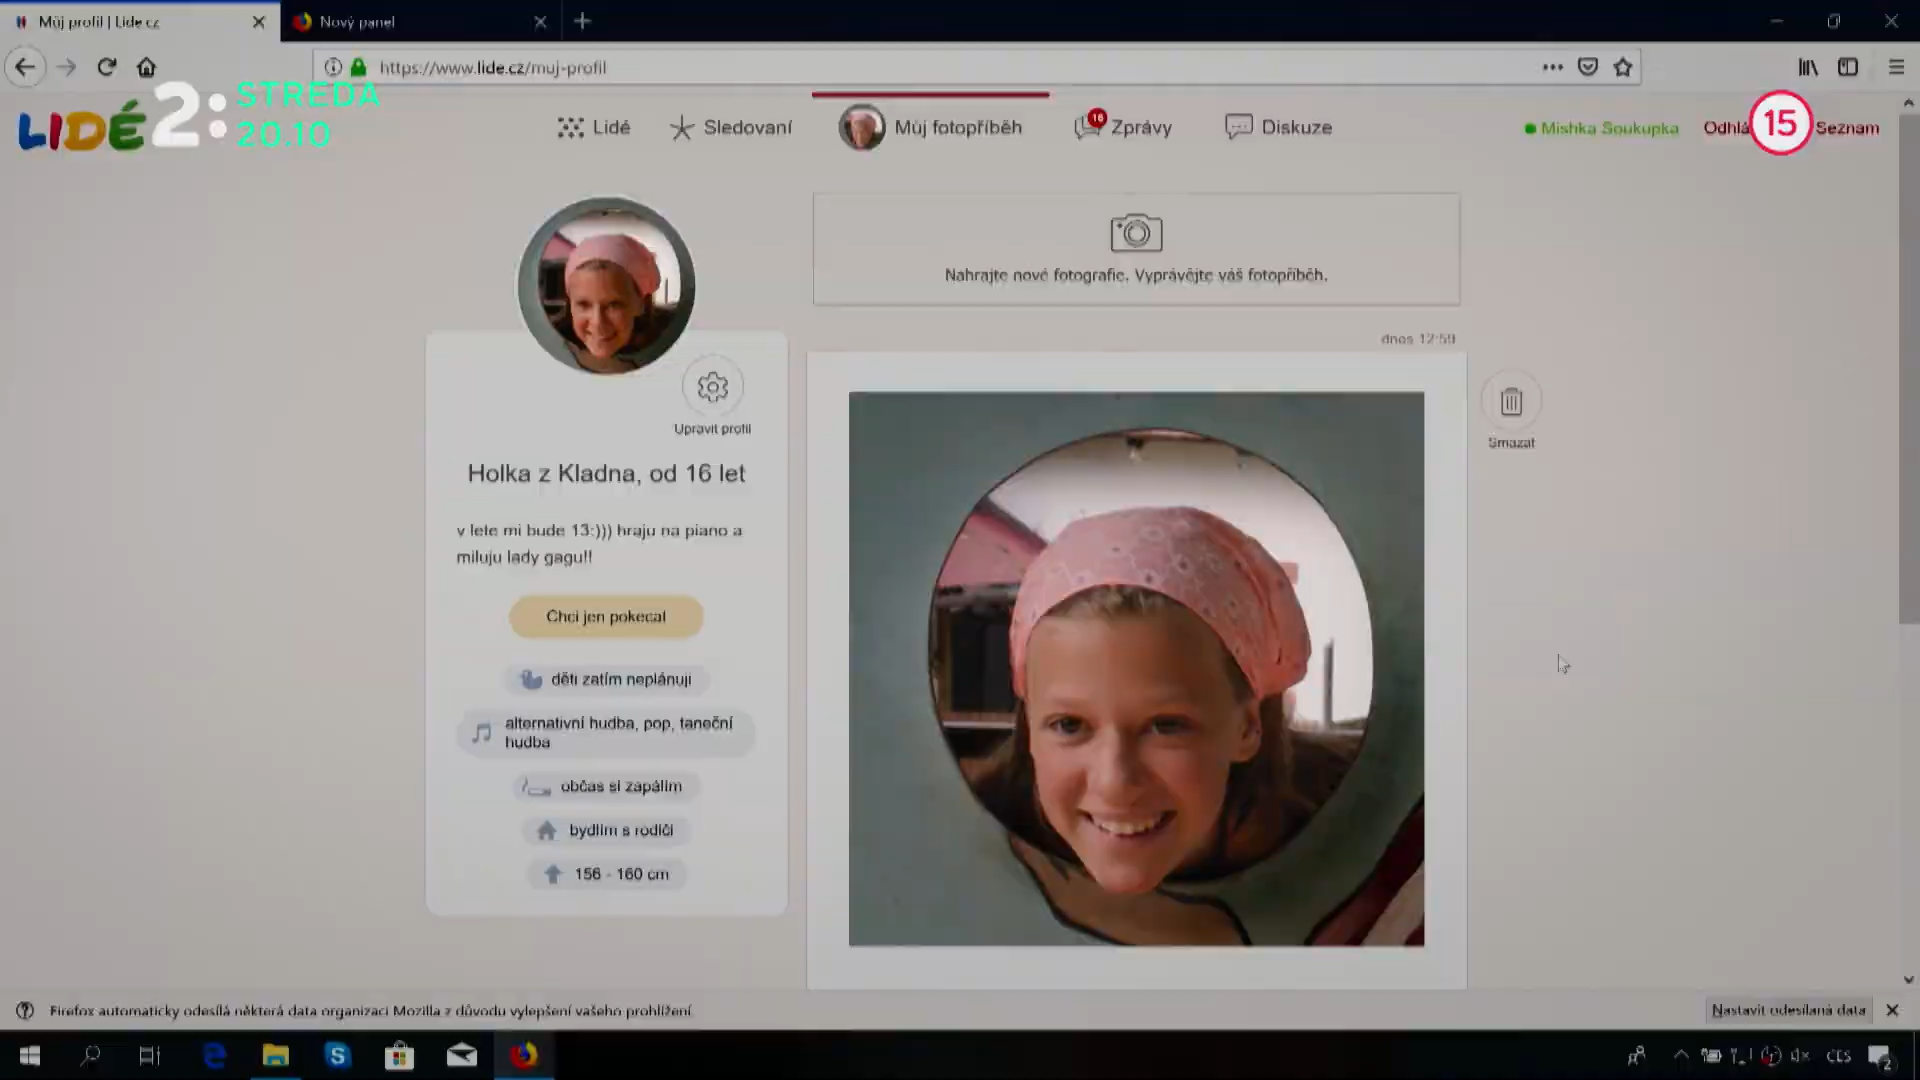 Můj profil | Lide.cz
Nový panel
https://www.lide.cz/muj-profil
LIDÉ
2:
STREDA
20.10
Lidé
Sledovaní
Můj fotopříběh
16
Zprávy
Diskuze
Mishka Soukupka
Odhlá
15
Seznam
Nahrajte nové fotografie. Vyprávějte váš fotopříběh.
dnes 12:59
Upravit profil
Smazat
Holka z Kladna, od 16 let
v lete mi bude 13:))) hraju na piano a
miluju lady gagu!!
Chci jen pokecat
děti zatím neplánuji
alternativní hudba, pop, taneční
hudba
občas si zapálím
bydlím s rodiči
156 - 160 cm
Firefox automaticky odesílá některá data organizaci Mozilla z důvodu vylepšení vašeho prohlížení
Nastavit odesílaná data
CES
2